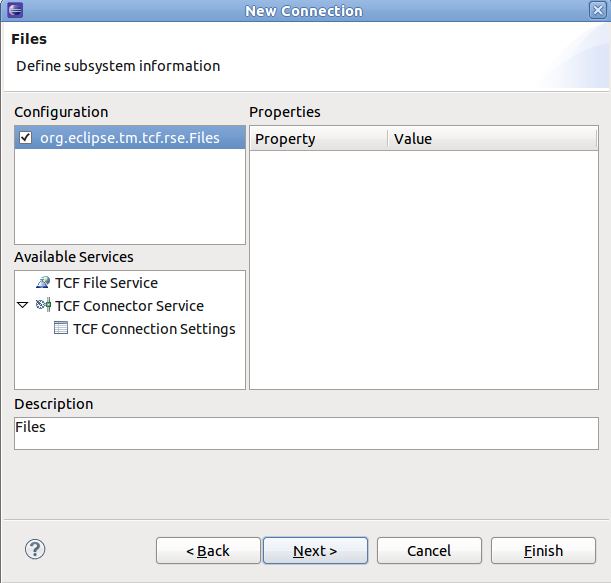 New Connection
Files
Define subsystem information
Configuration
org.eclipse.tm.tcf.rse.Files
Properties
Property Value
Available Services
TCF File Service
TCF Connector Service
TCF Connection Settings
Description
Files
?
< Back Next > Cancel Finish